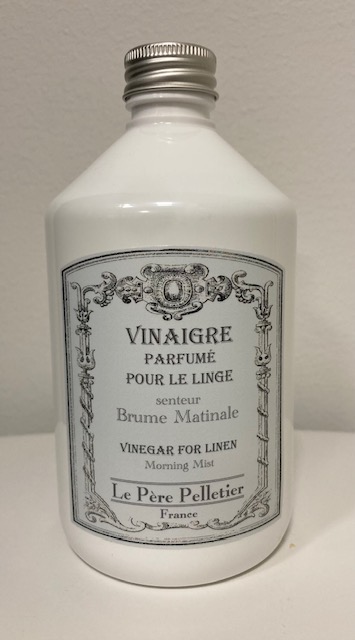 VINAIGRE
PARFUMÉ
POUR LE LINGE
senteur
Brume Matinale
VINEGAR FOR LINEN
Morning Mist
Le Père Pelletier
France